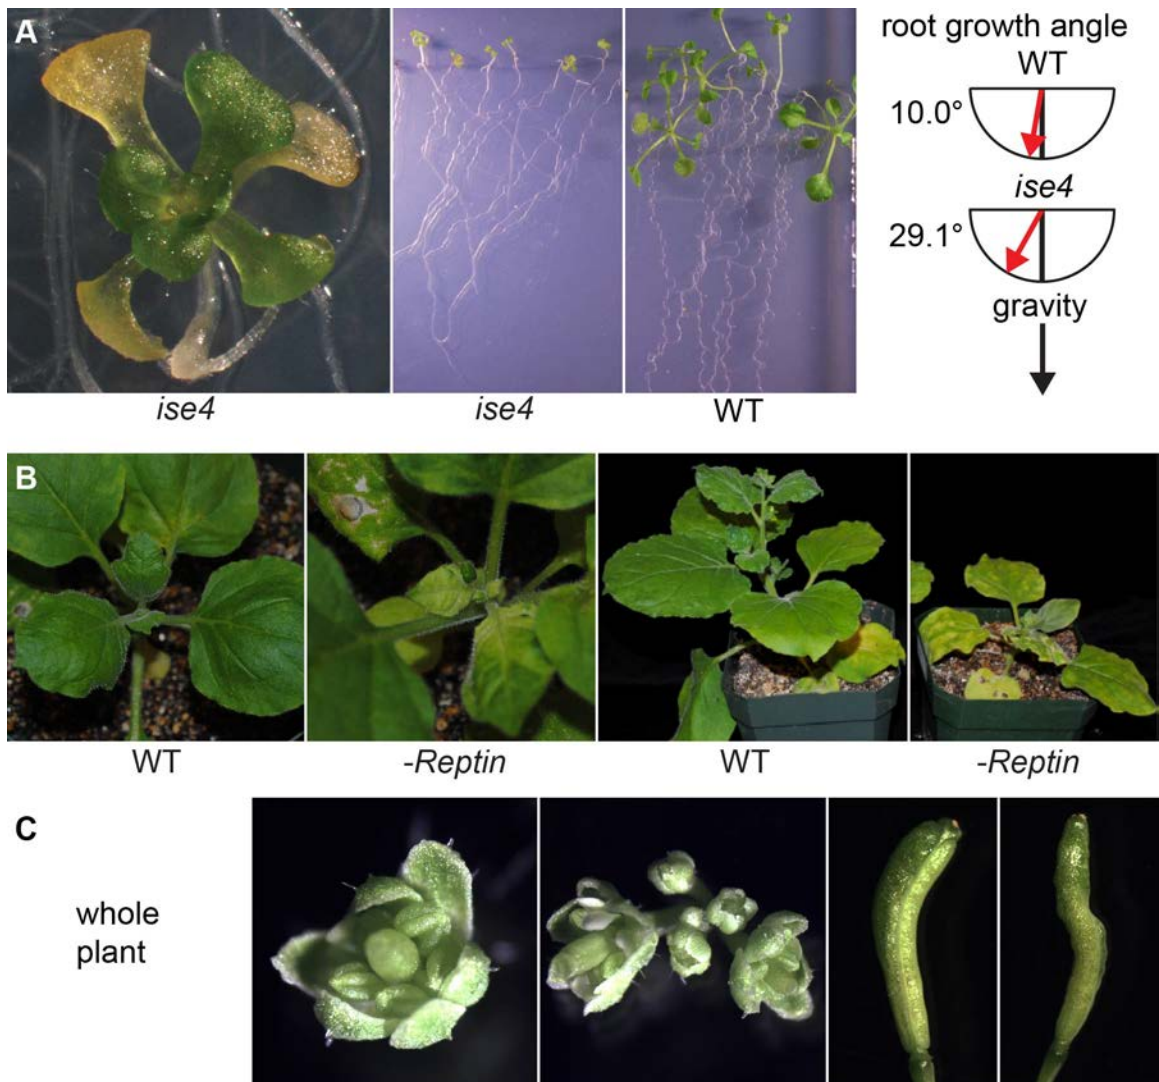 A
root growth angle
WT
10.0°
ise4
29.1°
gravity
ise4
ise4
WT
B
WT
-Reptin
WT
-Reptin
C
whole
plant